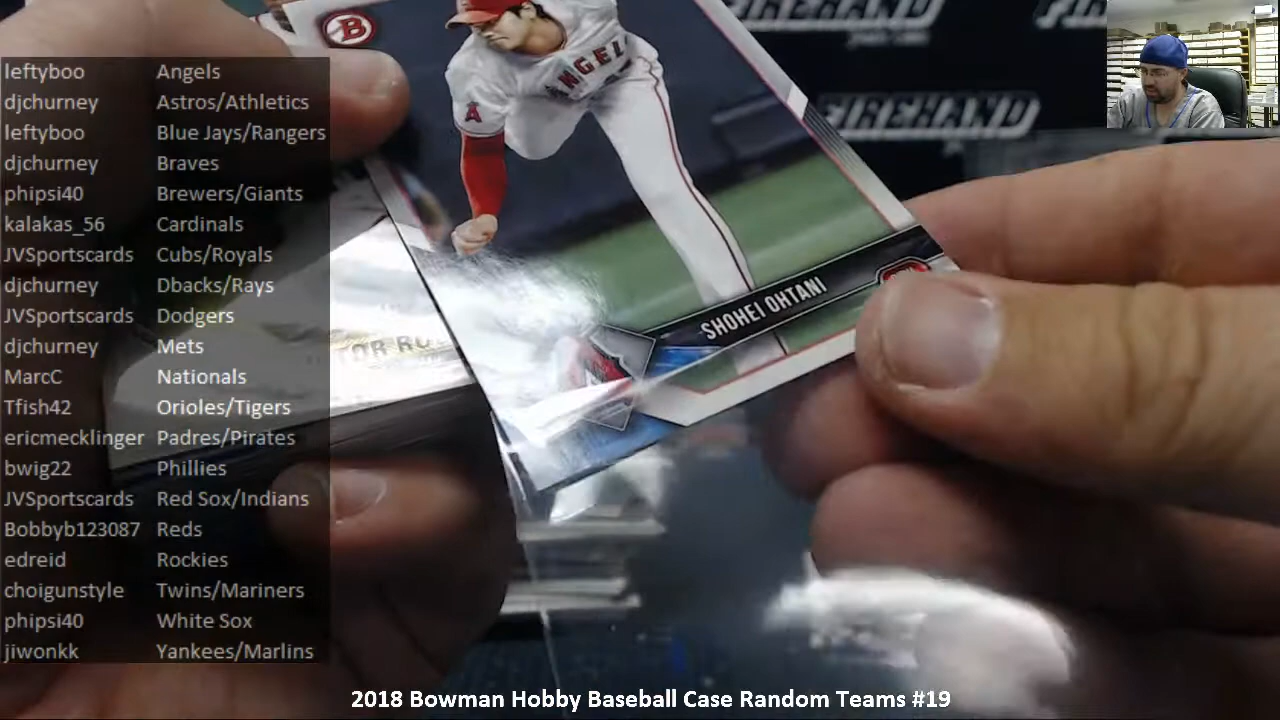 B
FIREHAND
FIREHAND
ANGEL
A
SHOHEI OHTANI
leftyboo Angels
djchurney Astros/Athletics
leftyboo Blue Jays/Rangers
djchurney Braves
phipsi40 Brewers/Giants
kalakas_56 Cardinals
JVSportscards Cubs/Royals
djchurney Dbacks/Rays
JVSportscards Dodgers
djchurney Mets
MarcC Nationals
Tfish42 Orioles/Tigers
ericmecklinger Padres/Pirates
bwig22 Phillies
JVSportscards Red Sox/Indians
Bobbyb123087 Reds
edreid Rockies
choigunstyle Twins/Mariners
phipsi40 White Sox
jiwonkk Yankees/Marlins
2018 Bowman Hobby Baseball Case Random Teams #19